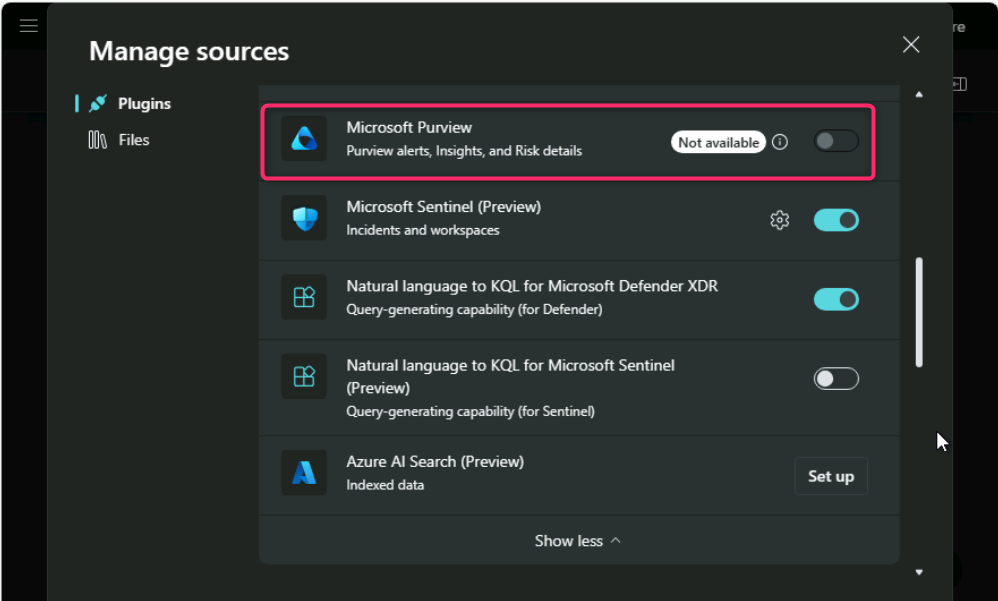 re
Manage sources
Plugins
Files
Microsoft Purview
Purview alerts, Insights, and Risk details
Not available
Microsoft Sentinel (Preview)
Incidents and workspaces
Natural language to KQL for Microsoft Defender XDR
Query-generating capability (for Defender)
Natural language to KQL for Microsoft Sentinel
(Preview)
Query-generating capability (for Sentinel)
Azure AI Search (Preview)
Indexed data
Set up
Show less